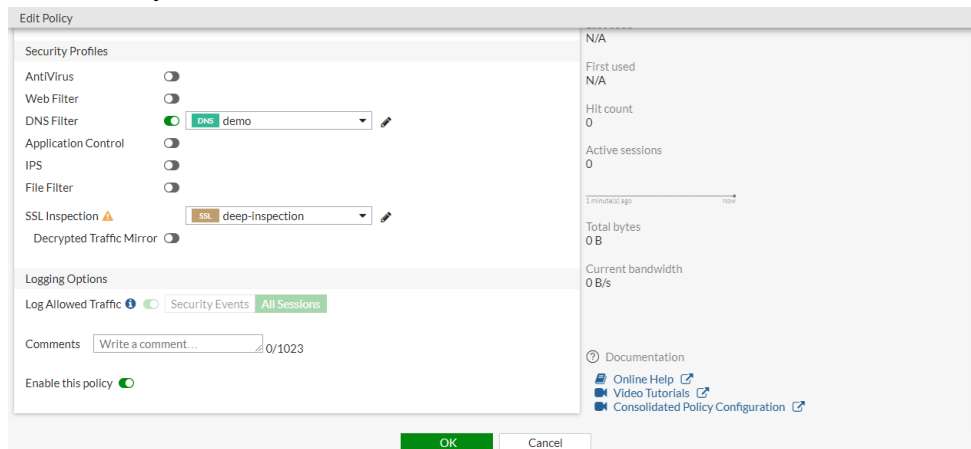 Edit Policy
Security Profiles
AntiVirus
Web Filter
DNS Filter DNS demo
Application Control
IPS
File Filter
SSL Inspection SSL deep-inspection
Decrypted Traffic Mirror
Logging Options
Log Allowed Traffic Security Events All Sessions
Comments Write a comment... 0/1023
Enable this policy
N/A
First used
N/A
Hit count
0
Active sessions
0
1 minute(s) ago now
Total bytes
0 B
Current bandwidth
0 B/s
Documentation
Online Help
Video Tutorials
Consolidated Policy Configuration
OK Cancel